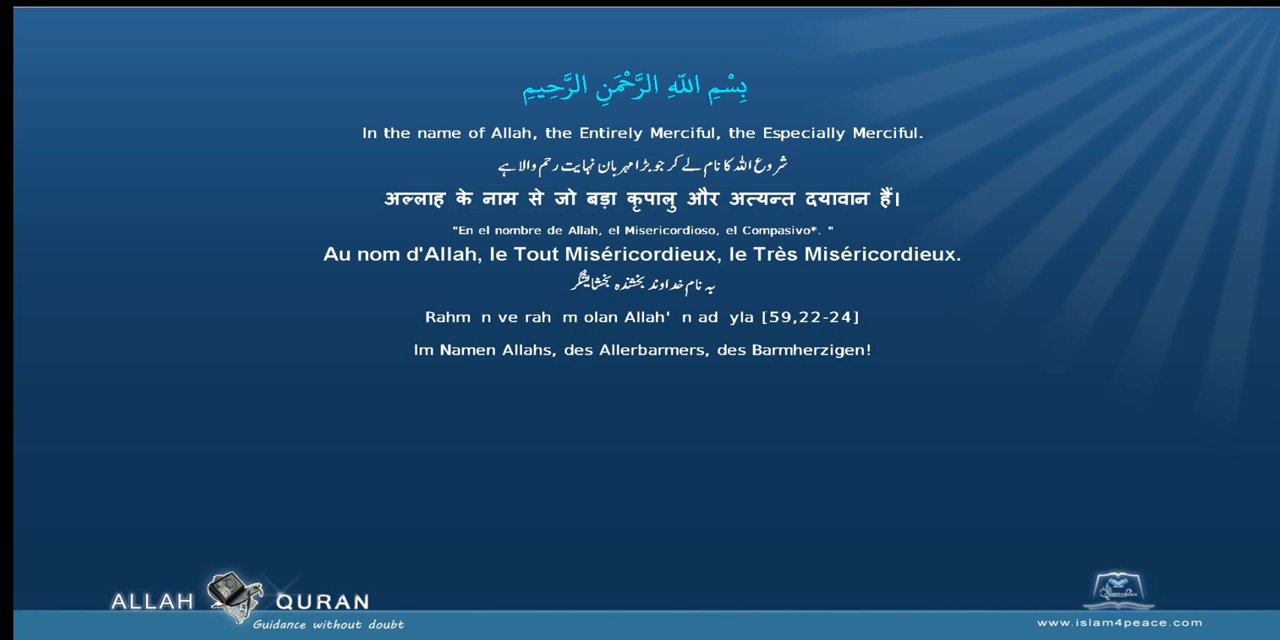 بِسْمِ اللّهِ الرَّحْمَنِ الرَّحِيمِ
In the name of Allah, the Entirely Merciful, the Especially Merciful.
شروع الله کا نام لے کر جو بڑا مہربان نہایت رحم والا ہے
अल्लाह के नाम से जो बड़ा कृपालु और अत्यन्त दयावान हैं।
"En el nombre de Allah, el Misericordioso, el Compasivo*. "
Au nom d'Allah, le Tout Miséricordieux, le Très Miséricordieux.
به نام خداوند بخشنده بخشایشگر
Rahm n ve rah m olan Allah' n ad yla [59,22-24]
Im Namen Allahs, des Allerbarmers, des Barmherzigen!
ALLAH QURAN
Guidance without doubt
www.islam4peace.com